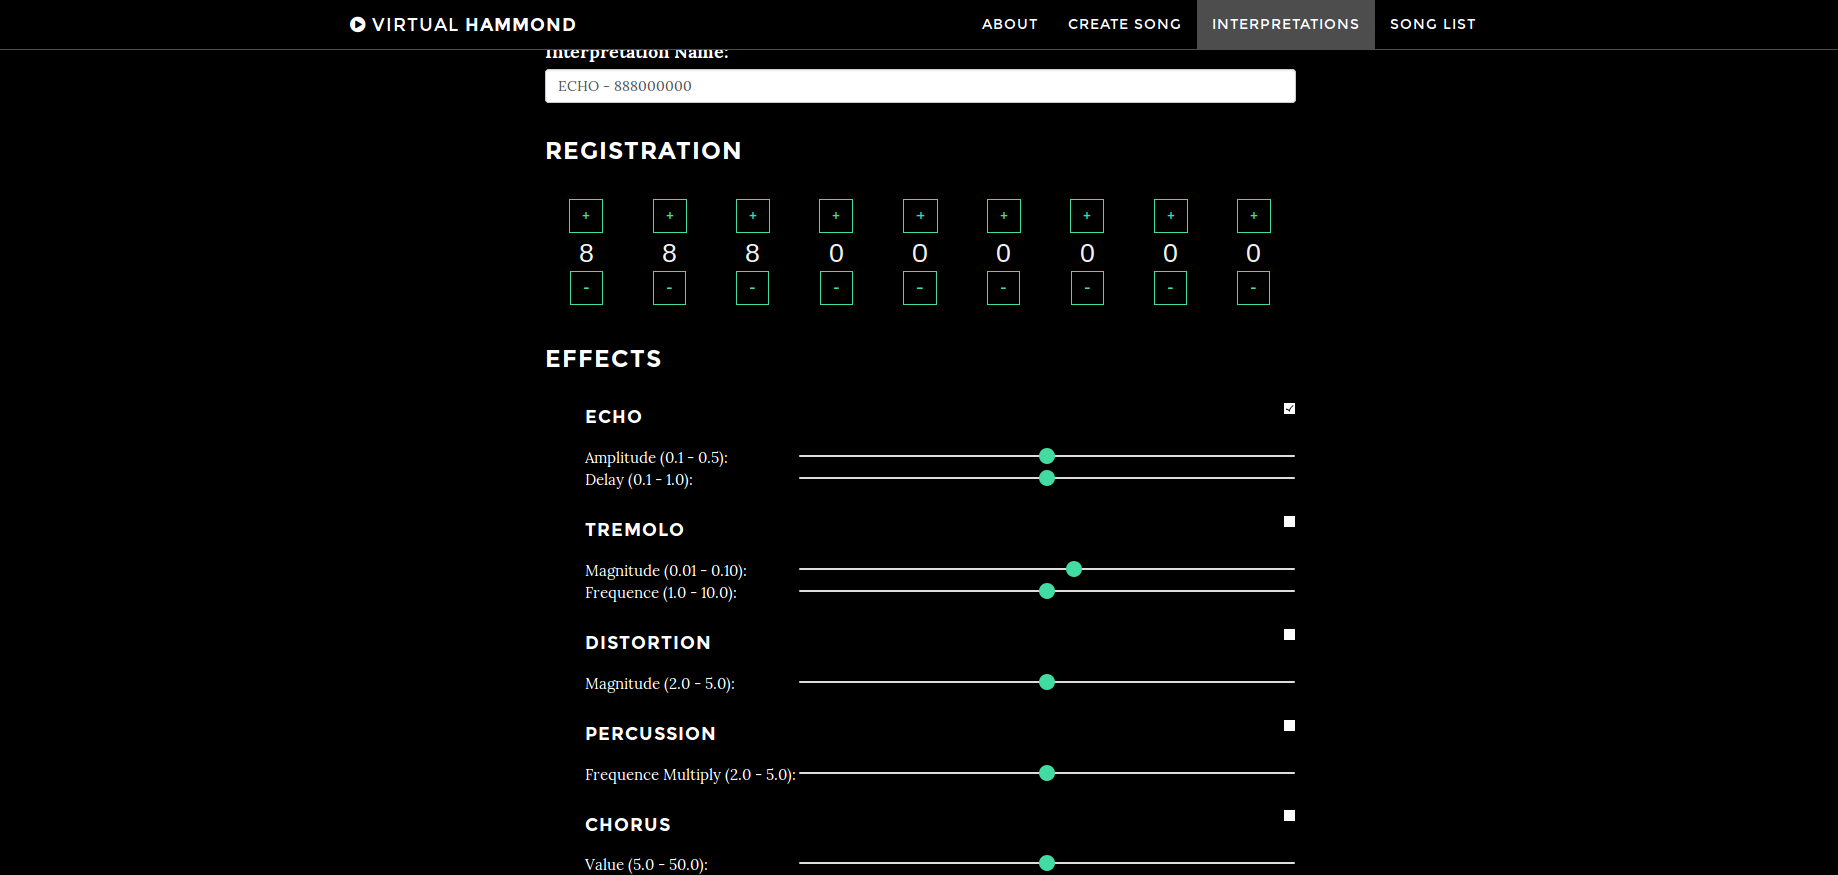 VIRTUAL HAMMOND
ABOUT CREATE SONG INTERPRETATIONS SONG LIST
Interpretation Name:
ECHO - 888000000
REGISTRATION
+ + + + + + + + +
8 8 8 0 0 0 0 0 0
- - - - - - - - -
EFFECTS
ECHO
Amplitude (0.1 - 0.5):
Delay (0.1 - 1.0):
TREMOLO
Magnitude (0.01 - 0.10):
Frequence (1.0 - 10.0):
DISTORTION
Magnitude (2.0 - 5.0):
PERCUSSION
Frequence Multiply (2.0 - 5.0):
CHORUS
Value (5.0 - 50.0):